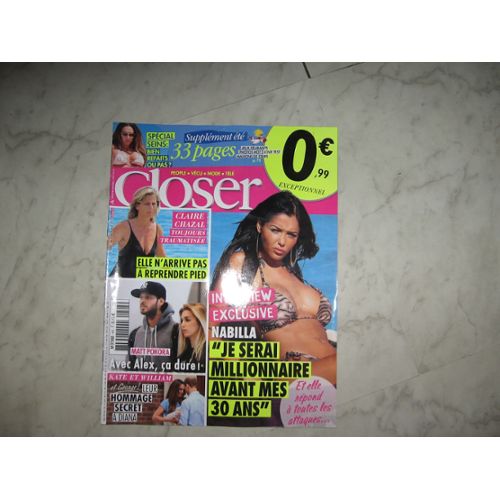 SPÉCIAL
SEINS:
BIEN
REFAITS
OU PAS ?
Supplément été
33 pages
0€
,99
EXCEPTIONNEL
PEOPLE • VÉCU • MODE • TÉLÉ
Closer
CLAIRE
CHAZAL
TOUJOURS
TRAUMATISÉE
ELLE N'ARRIVE PAS
À REPRENDRE PIED
MATT POKORA
Avec Alex, ça dure !
KATE ET WILLIAM
et George !
LEUR
HOMMAGE
SECRET
À DIANA
INTERVIEW
EXCLUSIVE
NABILLA
"JE SERAI
MILLIONNAIRE
AVANT MES
30 ANS"
Et elle
répond à
toutes les
attaques...